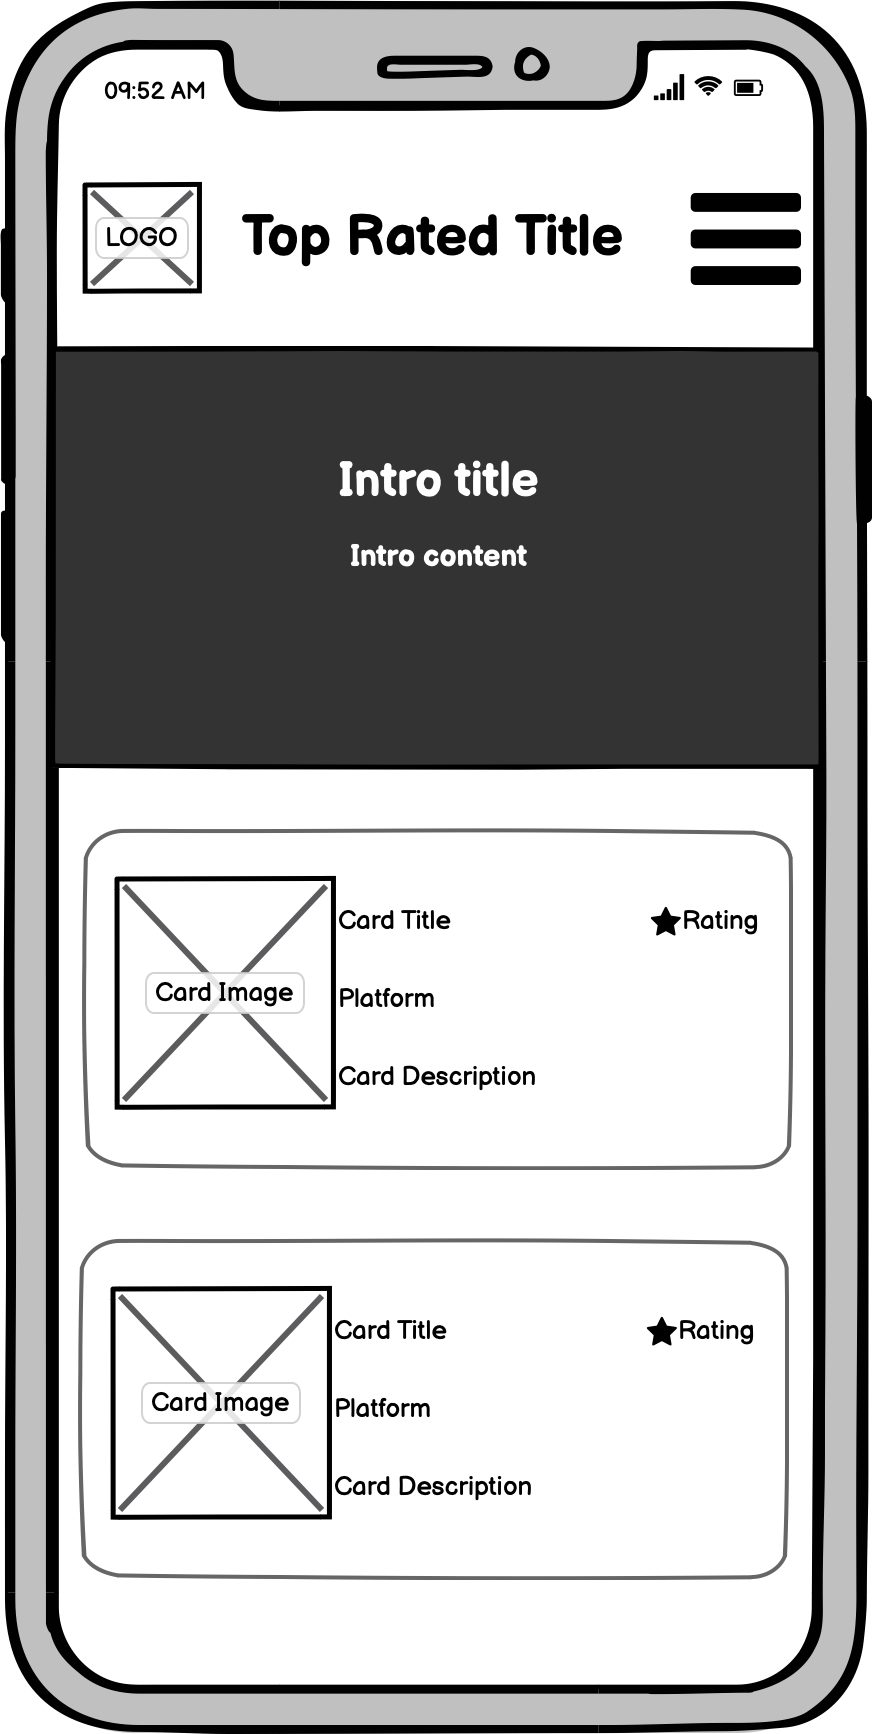 09:52 AM
LOGO
Top Rated Title
Intro title
Intro content
Card Title
Rating
Card Image
Platform
Card Description
Card Title
Rating
Card Image
Platform
Card Description